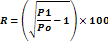 R = (√(P1/Po − 1)) × 100